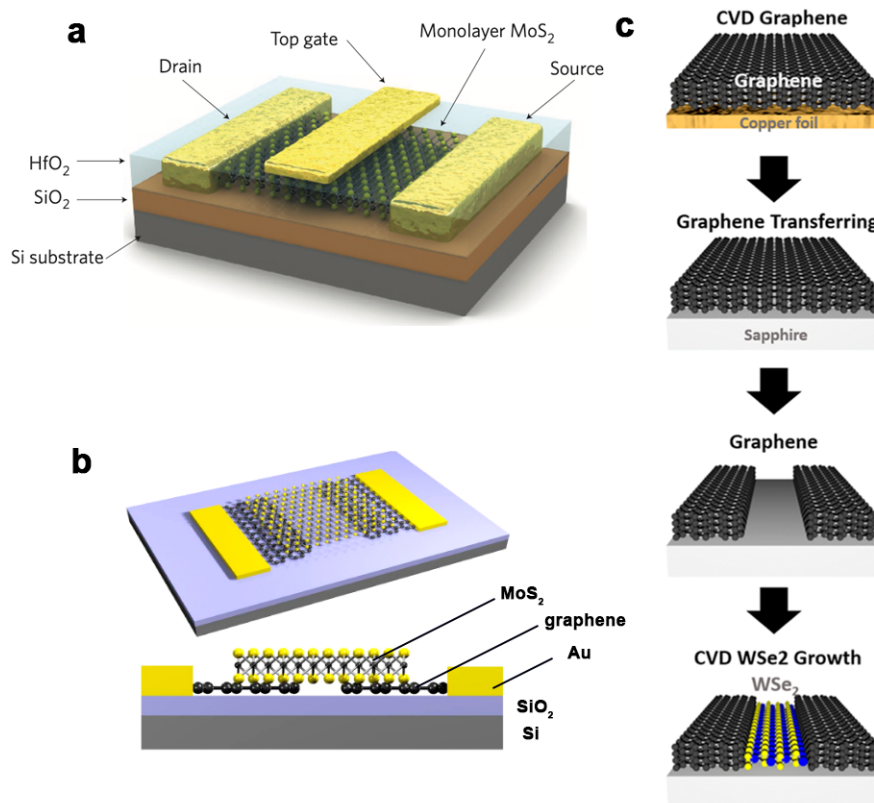 a
Top gate
Monolayer MoS₂
Drain
Source
HfO₂
SiO₂
Si substrate
b
MoS₂
graphene
Au
SiO₂
Si
c
CVD Graphene
Graphene
Copper foil
Graphene Transferring
Sapphire
Graphene
CVD WSe2 Growth
WSe₂